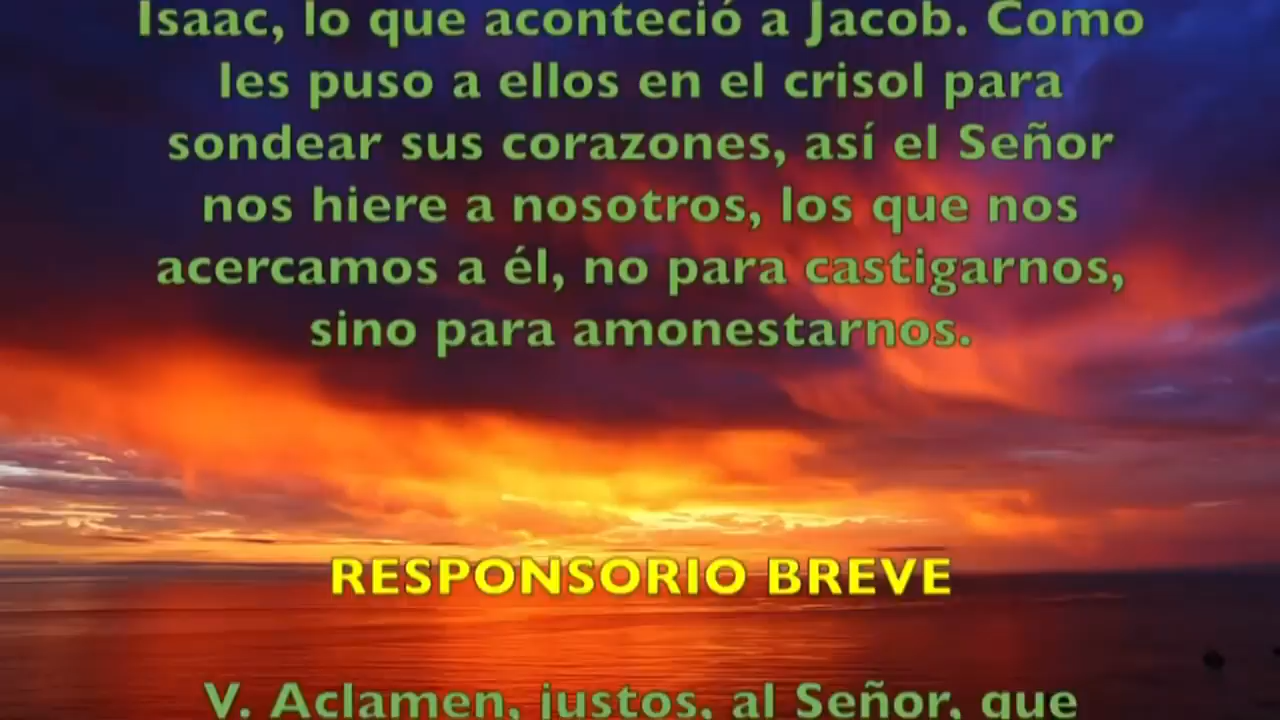 Isaac, lo que aconteció a Jacob. Como
les puso a ellos en el crisol para
sondear sus corazones, así el Señor
nos hiere a nosotros, los que nos
acercamos a él, no para castigarnos,
sino para amonestarnos.
RESPONSORIO BREVE
V. Aclamen, justos, al Señor, que